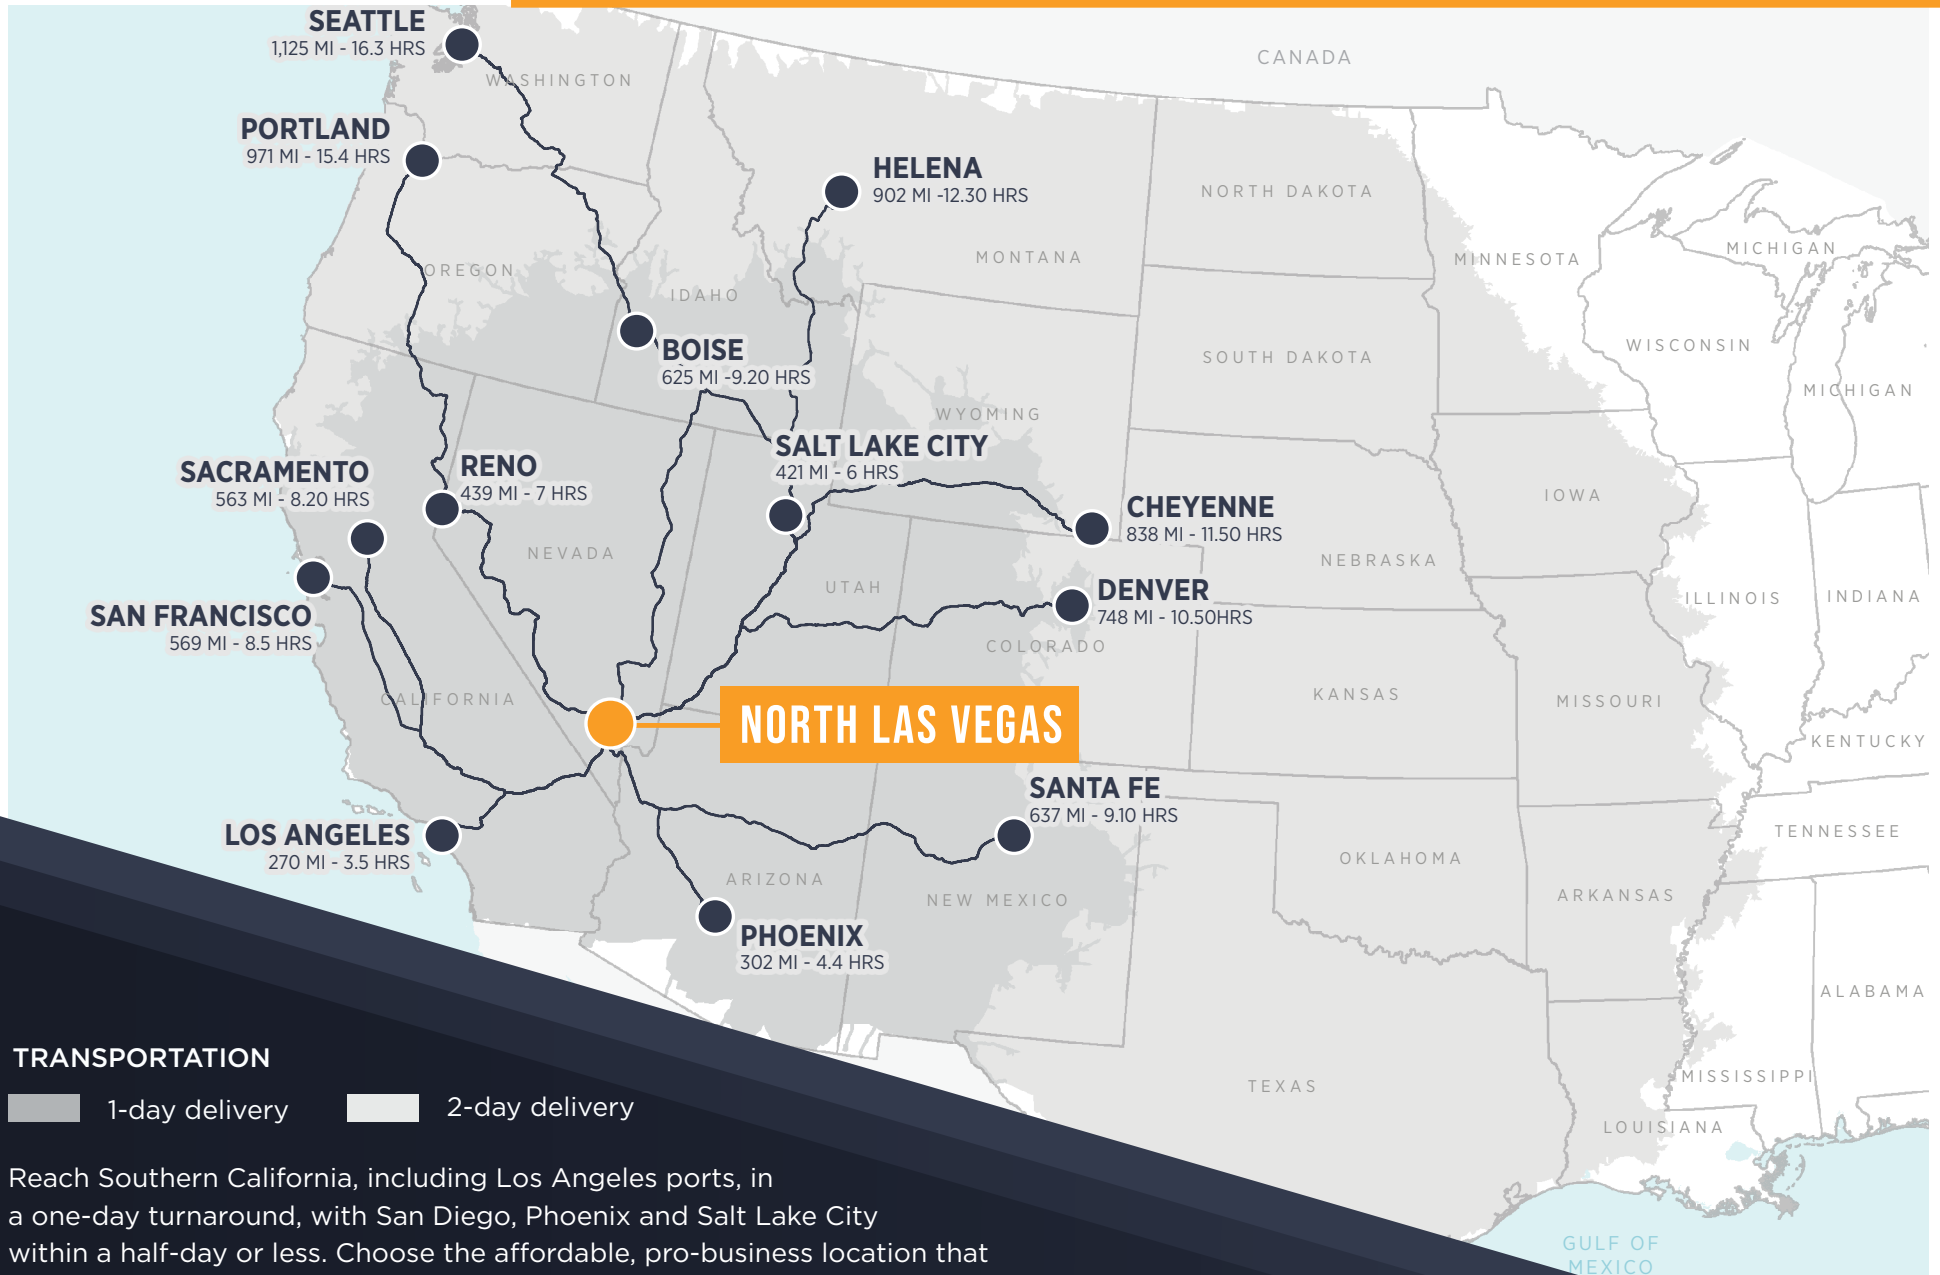 SEATTLE
1,125 MI - 16.3 HRS
CANADA
WASHINGTON
PORTLAND
971 MI - 15.4 HRS
HELENA
902 MI -12.30 HRS
NORTH DAKOTA
MONTANA
MINNESOTA
MICHIGAN
OREGON
IDAHO
BOISE
625 MI -9.20 HRS
SOUTH DAKOTA
WISCONSIN
MICHIGAN
WYOMING
SALT LAKE CITY
421 MI - 6 HRS
SACRAMENTO
563 MI - 8.20 HRS
RENO
439 MI - 7 HRS
IOWA
CHEYENNE
838 MI - 11.50 HRS
NEVADA
NEBRASKA
UTAH
DENVER
748 MI - 10.50HRS
ILLINOIS
INDIANA
SAN FRANCISCO
569 MI - 8.5 HRS
COLORADO
CALIFORNIA
KANSAS
MISSOURI
NORTH LAS VEGAS
KENTUCKY
SANTA FE
637 MI - 9.10 HRS
LOS ANGELES
270 MI - 3.5 HRS
TENNESSEE
OKLAHOMA
ARIZONA
NEW MEXICO
ARKANSAS
PHOENIX
302 MI - 4.4 HRS
ALABAMA
MISSISSIPPI
TEXAS
LOUISIANA
GULF OF
MEXICO
TRANSPORTATION
1-day delivery
2-day delivery
Reach Southern California, including Los Angeles ports, in
a one-day turnaround, with San Diego, Phoenix and Salt Lake City
within a half-day or less. Choose the affordable, pro-business location that